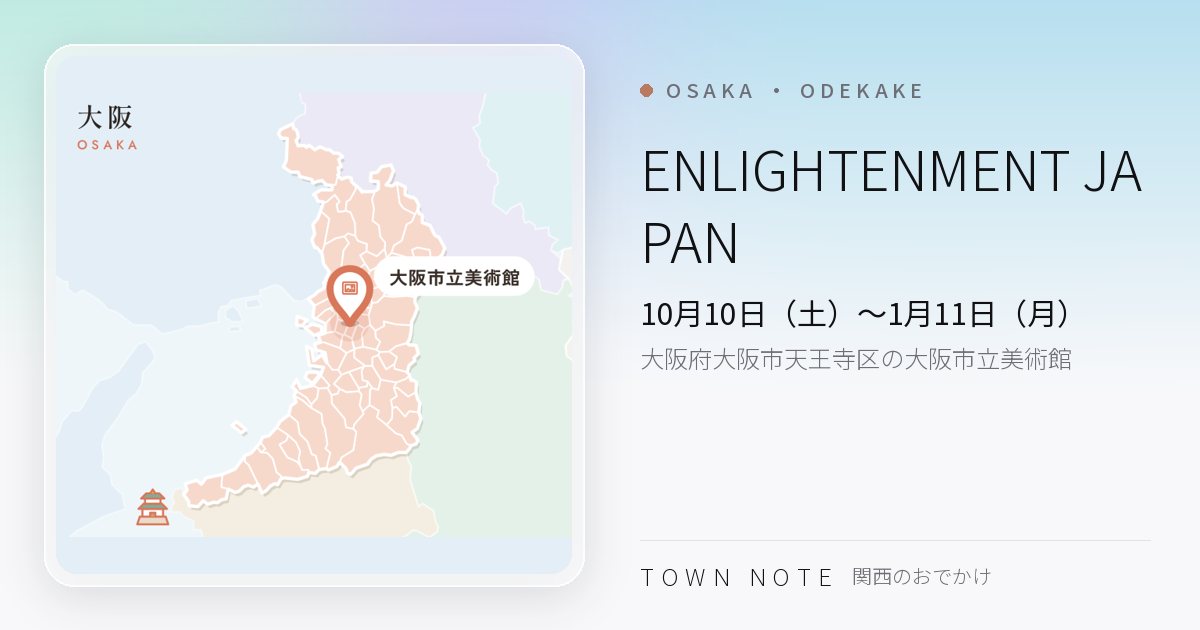 大阪
OSAKA
大阪市立美術館
OSAKA • ODEKAKE
ENLIGHTENMENT JA
PAN
10月10日（土）〜1月11日（月）
大阪府大阪市天王寺区の大阪市立美術館
TOWN NOTE 関西のおでかけ